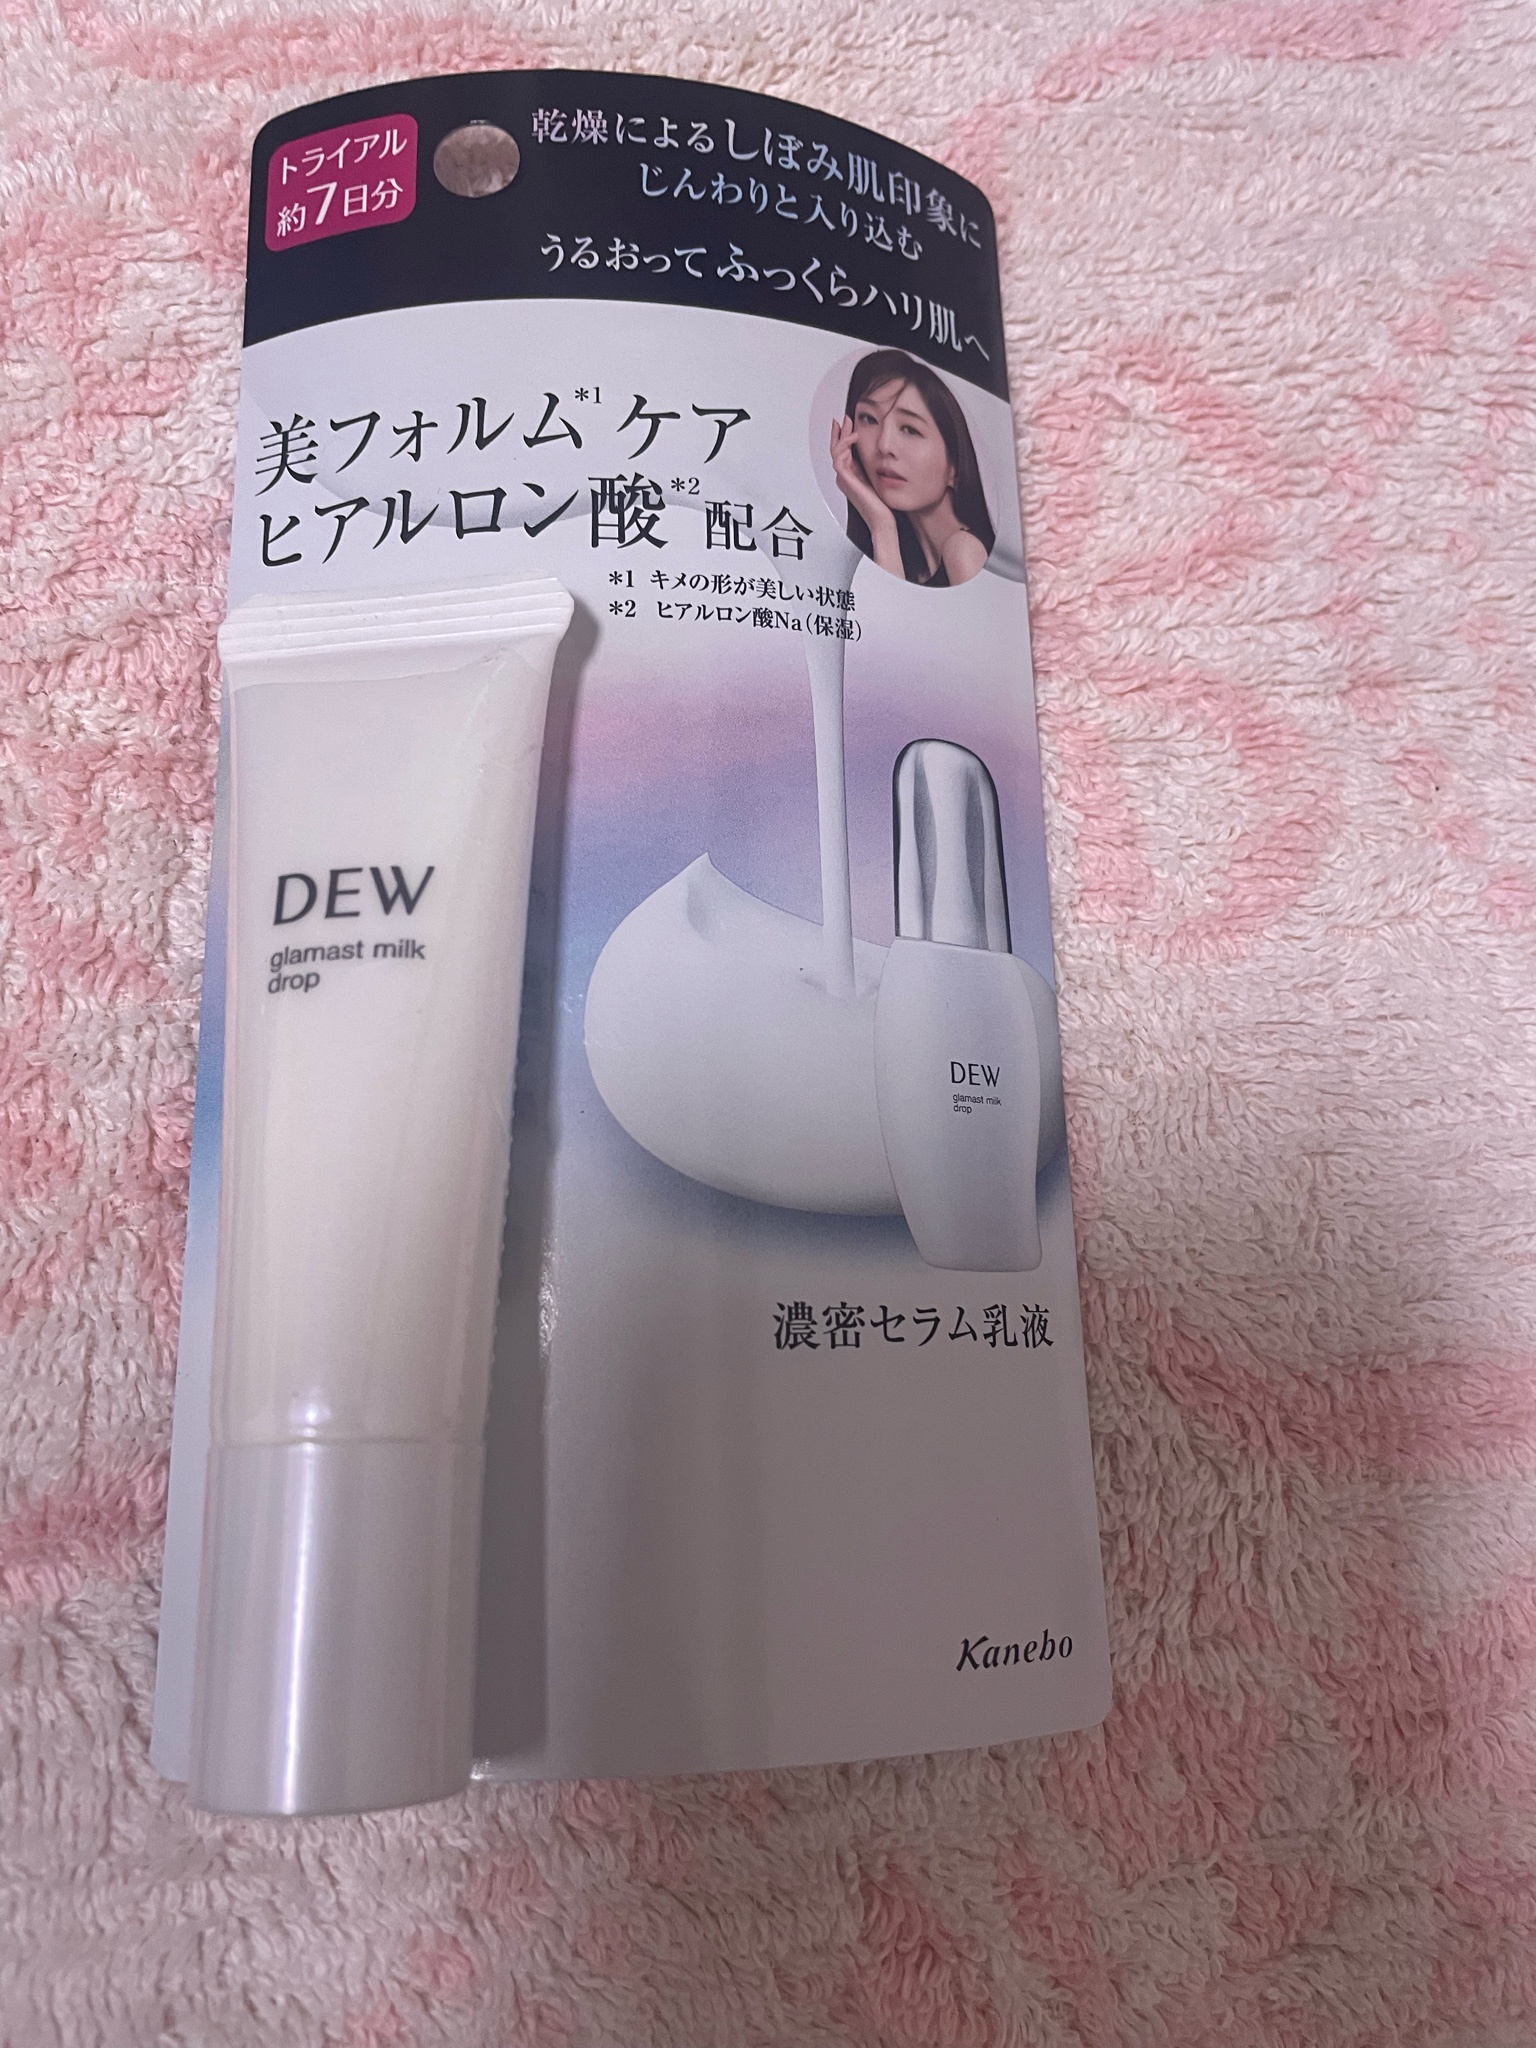 トライアル
約7日分
乾燥によるしぼみ肌印象に
じんわりと入り込む
うるおってふっくらハリ肌へ
美フォルム*1ケア
ヒアルロン酸*2配合
*1 キメの形が美しい状態
*2 ヒアルロン酸Na(保湿)
DEW
glamast milk
drop
DEW
glamast milk
drop
濃密セラム乳液
Kanebo